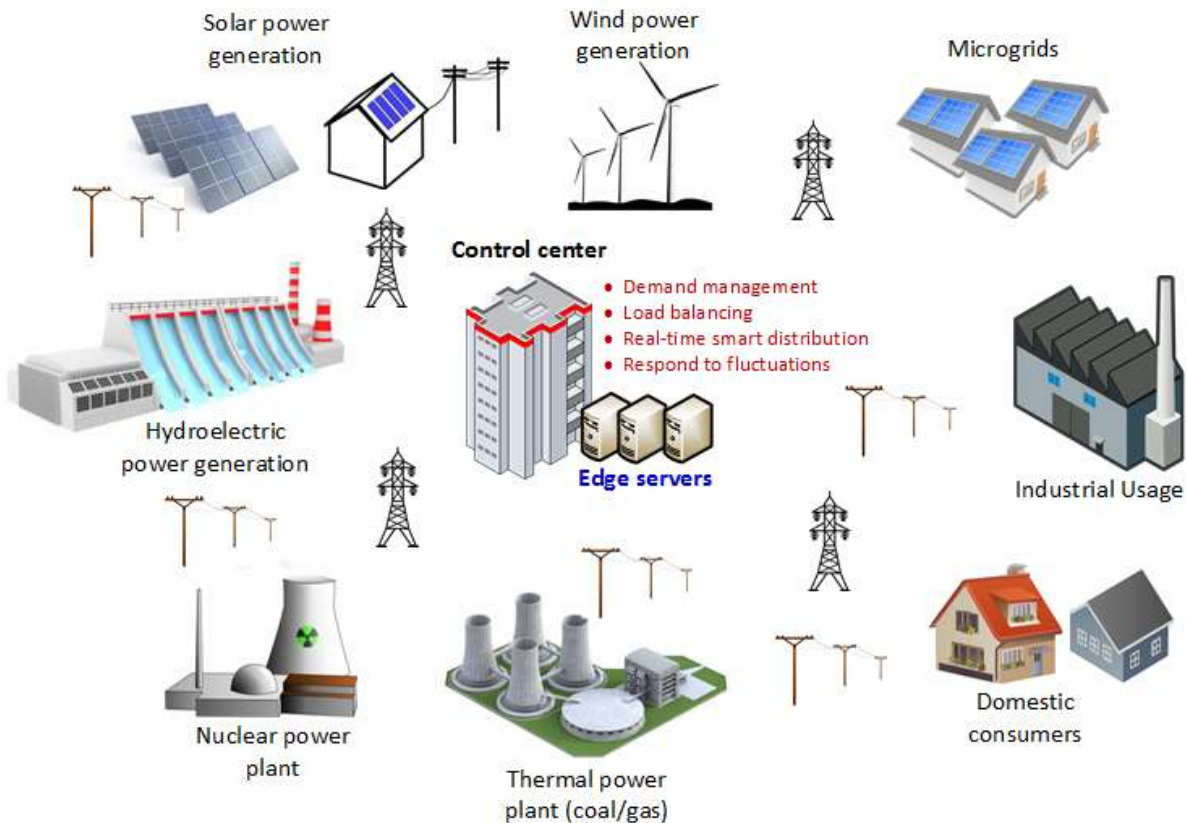 Solar power
generation
Wind power
generation
Microgrids
Control center
• Demand management
• Load balancing
• Real-time smart distribution
• Respond to fluctuations
Edge servers
Hydroelectric
power generation
Industrial Usage
Nuclear power
plant
Thermal power
plant (coal/gas)
Domestic
consumers